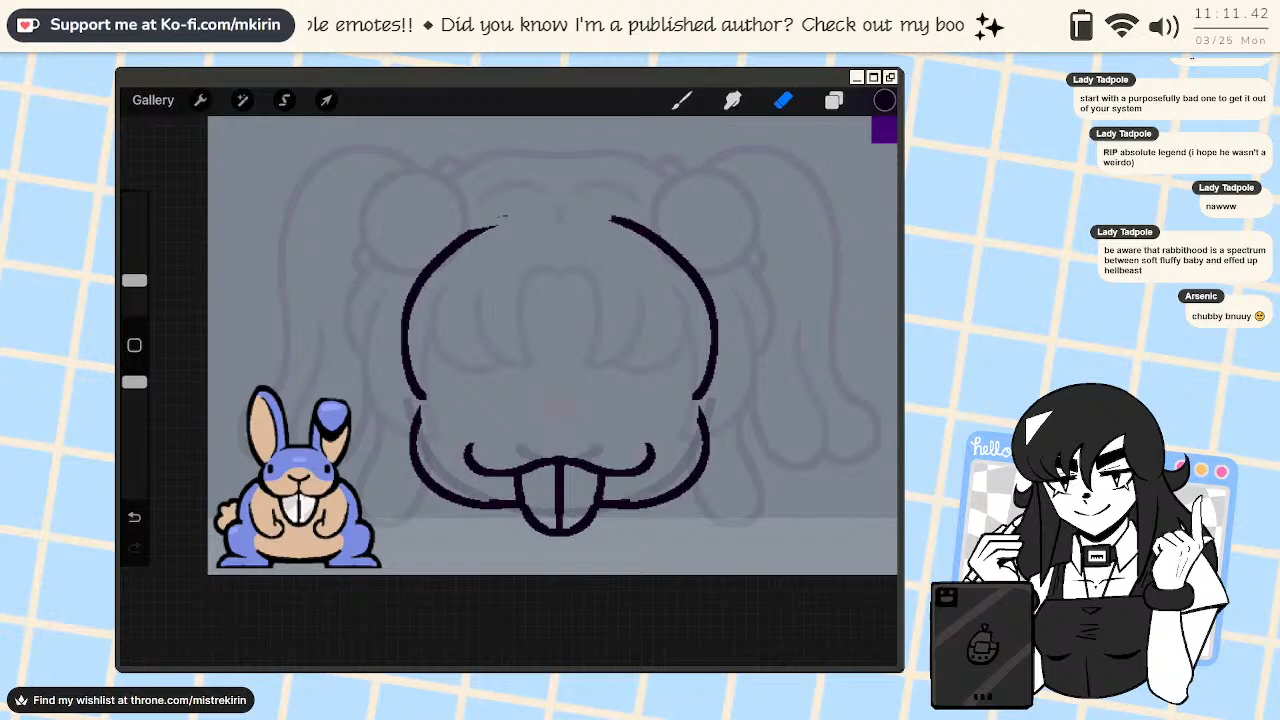 Support me at Ko-fi.com/mkirin
le emotes!! ◆ Did you know I'm a published author? Check out my boo
11:11.42
03/25 Mon
Gallery
Lady Tadpole
start with a purposefully bad one to get it out
of your system
Lady Tadpole
RIP absolute legend (i hope he wasn't a
weirdo)
Lady Tadpole
nawww
Lady Tadpole
be aware that rabbithood is a spectrum
between soft fluffy baby and effed up
hellbeast
Arsenic
chubby bnuuy
hello
Find my wishlist at throne.com/mistrekirin